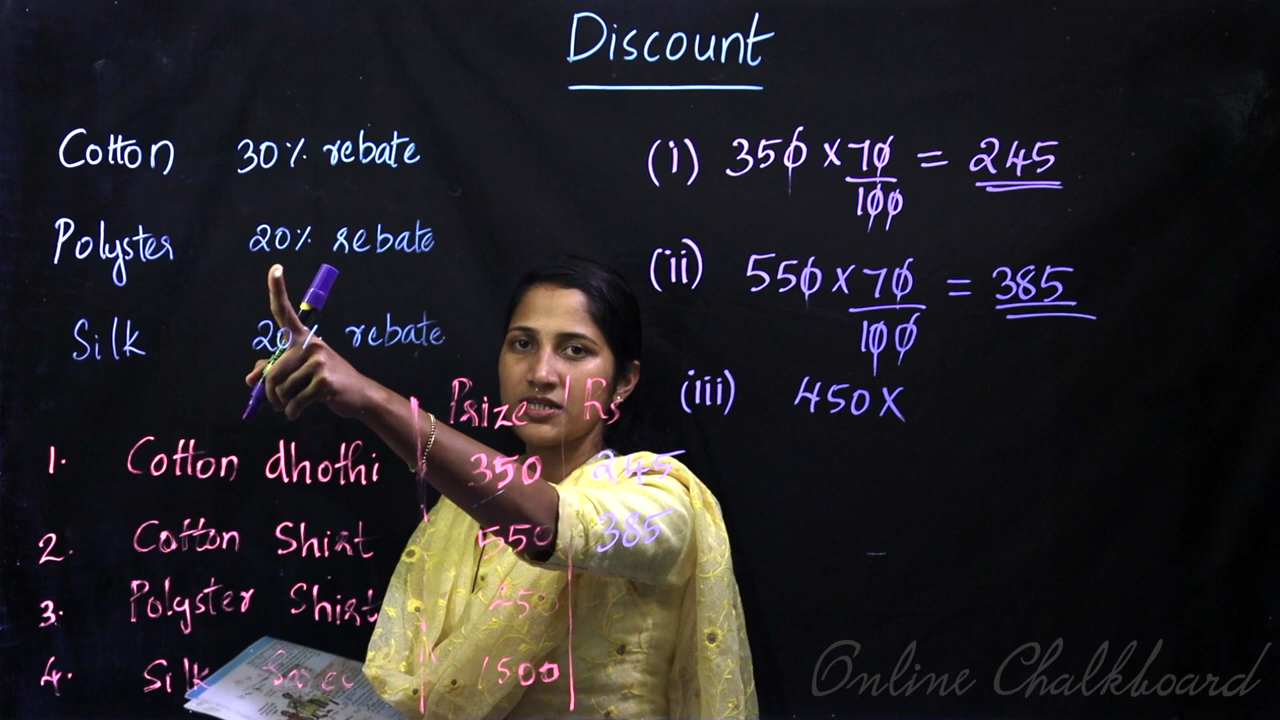 Discount
Cotton 30% rebate
Polyster 20% rebate
Silk 20% rebate
(i) 350 × 70/100 = 245
(ii) 550 × 70/100 = 385
(iii) 450 ×
Prize Rs
1. Cotton dhothi 350 245
2. Cotton Shirt 550 385
3. Polyster Shirt 450
4. Silk 1500
Online Chalkboard